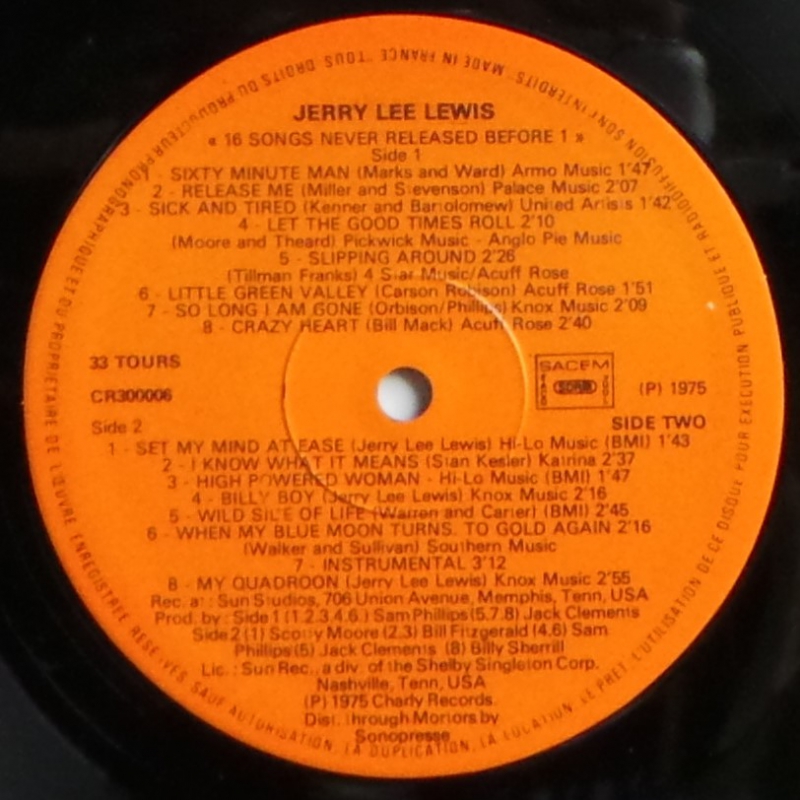 MADE IN FRANCE. TOUS DROITS DU PRODUCTEUR PHONOGRAPHIQUE ET DU PROPRIETAIRE DE L'ŒUVRE ENREGISTREE RESERVES. SAUF AUTORISATION, LA DUPLICATION, LA LOCATION, LE PRET, L'UTILISATION DE CE DISQUE POUR EXECUTION PUBLIQUE ET RADIODIFFUSION SONT INTERDITS.
JERRY LEE LEWIS
« 16 SONGS NEVER RELEASED BEFORE 1 »
Side 1
1 - SIXTY MINUTE MAN (Marks and Ward) Armo Music 1'47
2 - RELEASE ME (Miller and Stevenson) Palace Music 2'07
3 - SICK AND TIRED (Kenner and Bartolomew) United Artists 1'42
4 - LET THE GOOD TIMES ROLL 2'10
(Moore and Theard) Pickwick Music - Anglo Pie Music
5 - SLIPPING AROUND 2'26
(Tillman Franks) 4 Star Music/Acuff Rose
6 - LITTLE GREEN VALLEY (Carson Robison) Acuff Rose 1'51
7 - SO LONG I AM GONE (Orbison/Phillips) Knox Music 2'09
8 - CRAZY HEART (Bill Mack) Acuff Rose 2'40
33 TOURS
CR300006
SACEM
(P) 1975
Side 2
SIDE TWO
1 - SET MY MIND AT EASE (Jerry Lee Lewis) Hi-Lo Music (BMI) 1'43
2 - I KNOW WHAT IT MEANS (Stan Kesler) Katrina 2'37
3 - HIGH POWERED WOMAN - Hi-Lo Music (BMI) 1'47
4 - BILLY BOY (Jerry Lee Lewis) Knox Music 2'16
5 - WILD SIDE OF LIFE (Warren and Carter) (BMI) 2'45
6 - WHEN MY BLUE MOON TURNS TO GOLD AGAIN 2'16
(Walker and Sullivan) Southern Music
7 - INSTRUMENTAL 3'12
8 - MY QUADROON (Jerry Lee Lewis) Knox Music 2'55
Rec. at : Sun Studios, 706 Union Avenue, Memphis, Tenn, USA
Prod. by : Side 1 (1.2.3.4.6.) Sam Phillips (5.7.8) Jack Clements
Side 2 (1) Scotty Moore (2.3) Bill Fitzgerald (4.6) Sam
Phillips (5) Jack Clements (8) Billy Sherrill
Lic. : Sun Rec., a div. of the Shelby Singleton Corp.
Nashville, Tenn, USA
(P) 1975 Charly Records.
Dist. through Moriors by
Sonopresse